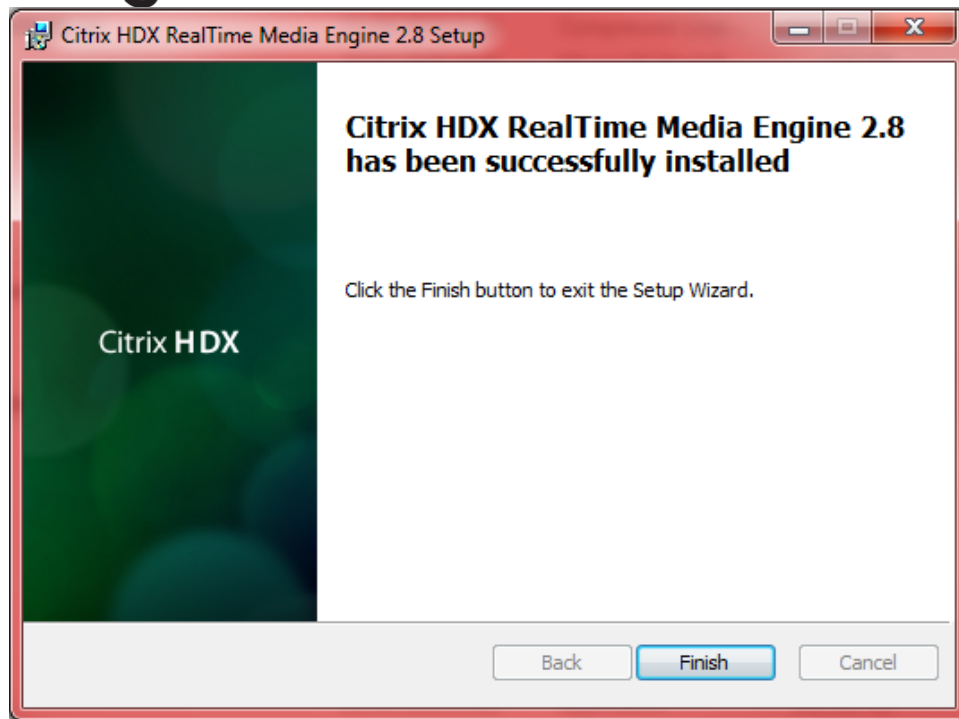 Citrix HDX RealTime Media Engine 2.8 Setup
Citrix HDX RealTime Media Engine 2.8
has been successfully installed
Click the Finish button to exit the Setup Wizard.
Citrix HDX
Back
Finish
Cancel